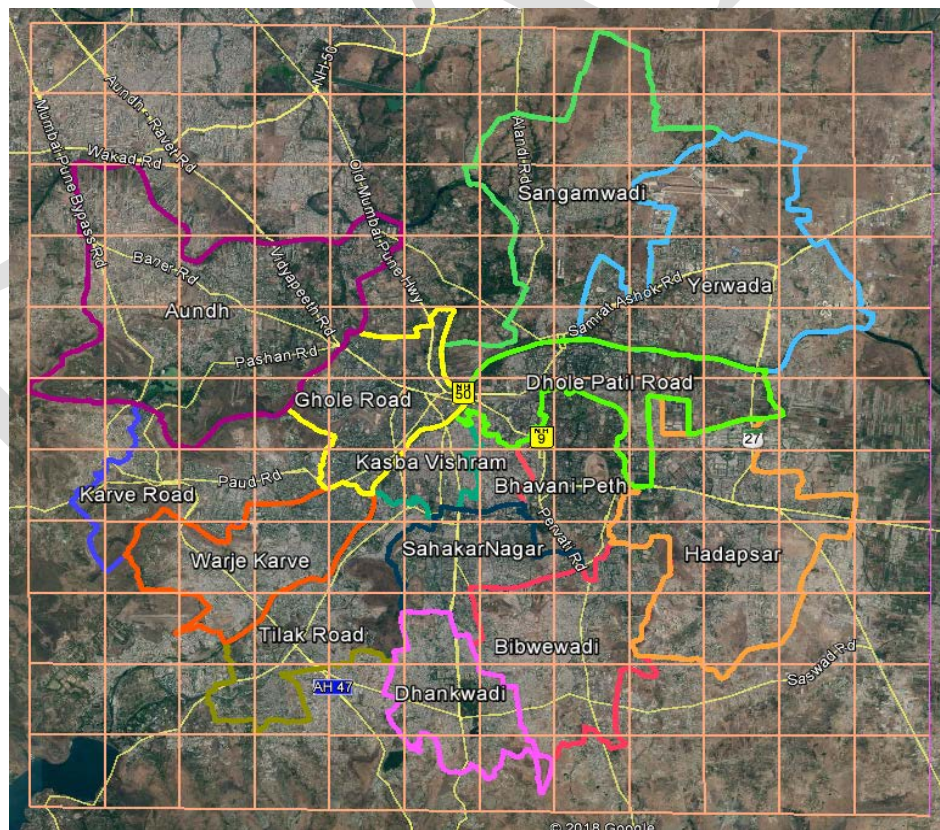 NH-50
Aundh - Ravet Rd
Mumbai Pune Bypass Rd
Wakad Rd
Old Mumbai Pune Hwy
Alandi Rd
Sangamwadi
Baner Rd
Vidyapeeth Rd
Yerwada
Aundh
Samrat Ashok Rd
Pashan Rd
Dhole Patil Road
Ghole Road
NH
50
NH
9
27
Kasba Vishram
Paud Rd
Karve Road
Bhavani Peth
Pervati Rd
SahakarNagar
Hadapsar
Warje Karve
Tilak Road
Bibwewadi
Saswad Rd
AH 47
Dhankwadi
© 2018 Google